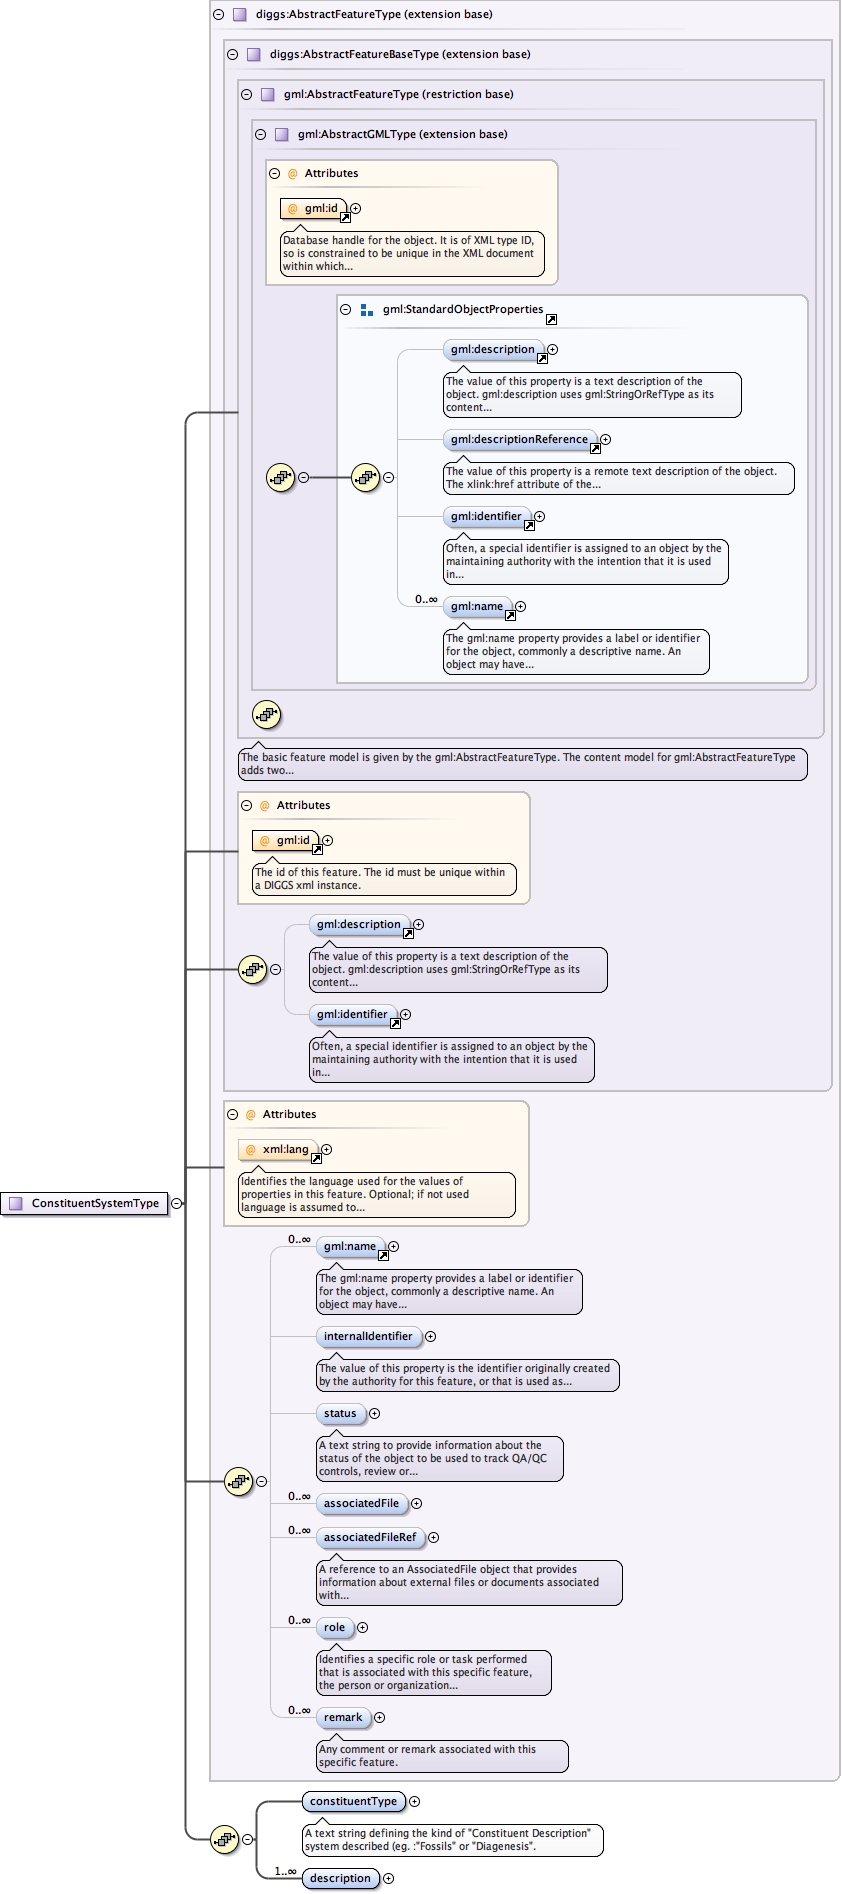 diggs:AbstractFeatureType (extension base)
diggs:AbstractFeatureBaseType (extension base)
gml:AbstractFeatureType (restriction base)
gml:AbstractGMLType (extension base)
@ Attributes
@ gml:id
Database handle for the object. It is of XML type ID,
so is constrained to be unique in the XML document
within which...
gml:StandardObjectProperties
gml:description
The value of this property is a text description of the
object. gml:description uses gml:StringOrRefType as its
content...
gml:descriptionReference
The value of this property is a remote text description of the object.
The xlink:href attribute of the...
gml:identifier
Often, a special identifier is assigned to an object by the
maintaining authority with the intention that it is used
in...
0..∞
gml:name
The gml:name property provides a label or identifier
for the object, commonly a descriptive name. An
object may have...
The basic feature model is given by the gml:AbstractFeatureType. The content model for gml:AbstractFeatureType
adds two...
@ Attributes
@ gml:id
The id of this feature. The id must be unique within
a DIGGS xml instance.
gml:description
The value of this property is a text description of the
object. gml:description uses gml:StringOrRefType as its
content...
gml:identifier
Often, a special identifier is assigned to an object by the
maintaining authority with the intention that it is used
in...
@ Attributes
@ xml:lang
Identifies the language used for the values of
properties in this feature. Optional; if not used
language is assumed to...
ConstituentSystemType
0..∞
gml:name
The gml:name property provides a label or identifier
for the object, commonly a descriptive name. An
object may have...
internalIdentifier
The value of this property is the identifier originally created
by the authority for this feature, or that is used as...
status
A text string to provide information about the
status of the object to be used to track QA/QC
controls, review or...
0..∞
associatedFile
0..∞
associatedFileRef
A reference to an AssociatedFile object that provides
information about external files or documents associated
with...
0..∞
role
Identifies a specific role or task performed
that is associated with this specific feature,
the person or organization...
0..∞
remark
Any comment or remark associated with this
specific feature.
constituentType
A text string defining the kind of "Constituent Description"
system described (eg. :"Fossils" or "Diagenesis".
1..∞
description